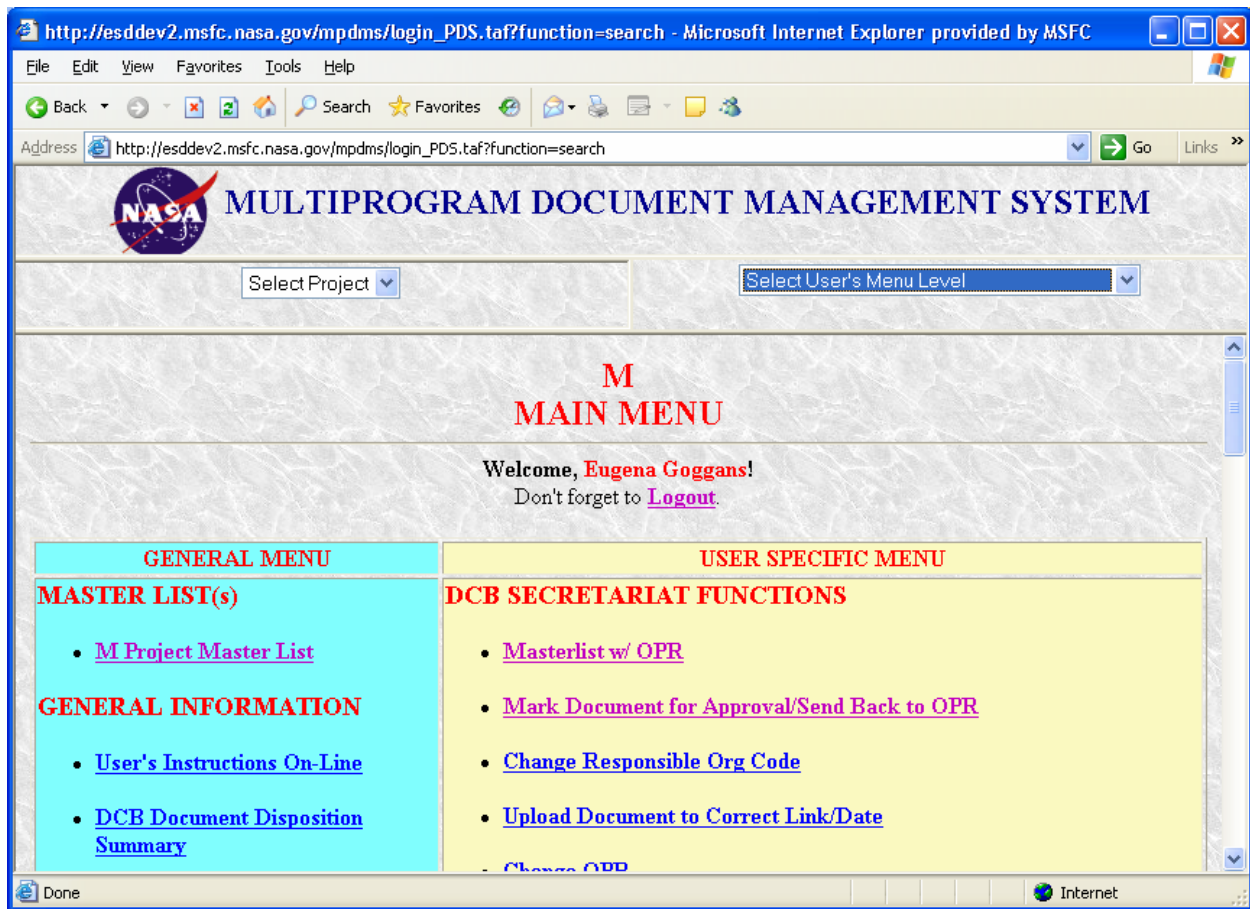 http://esddev2.msfc.nasa.gov/mpdms/login_PDS.taf?function=search - Microsoft Internet Explorer provided by MSFC
File Edit View Favorites Tools Help
Back Search Favorites
Address http://esddev2.msfc.nasa.gov/mpdms/login_PDS.taf?function=search Go Links »
NASA MULTIPROGRAM DOCUMENT MANAGEMENT SYSTEM
Select Project Select User's Menu Level
M
MAIN MENU
Welcome, Eugena Goggans!
Don't forget to Logout.
GENERAL MENU
MASTER LIST(s)
• M Project Master List
GENERAL INFORMATION
• User's Instructions On-Line
• DCB Document Disposition
Summary
USER SPECIFIC MENU
DCB SECRETARIAT FUNCTIONS
• Masterlist w/ OPR
• Mark Document for Approval/Send Back to OPR
• Change Responsible Org Code
• Upload Document to Correct Link/Date
• Change OPR
Done Internet